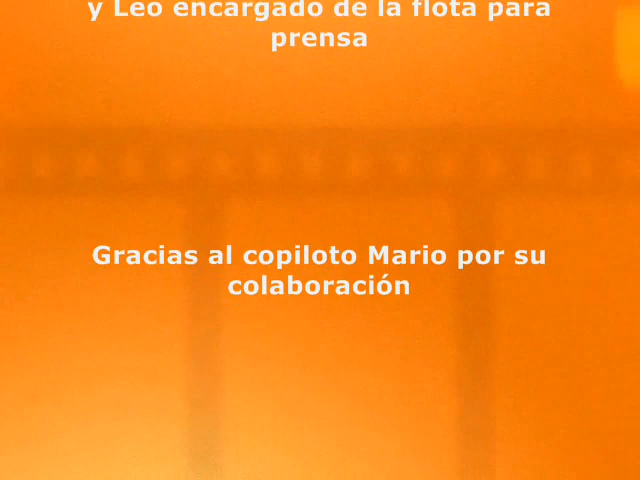 y Leo encargado de la flota para
prensa
Gracias al copiloto Mario por su
colaboración